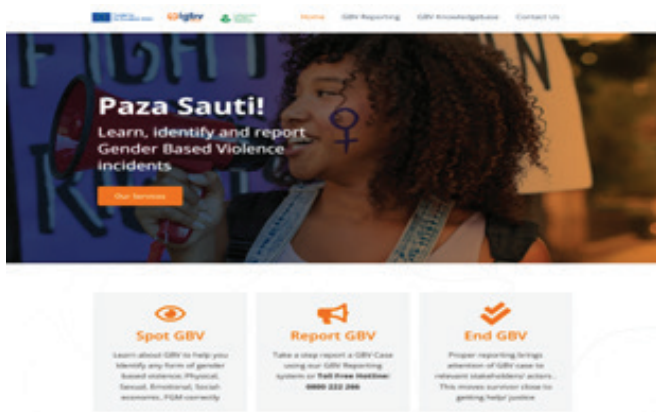 Home GBV Reporting GBV Knowledgebase Contact Us
FIGHT
Paza Sauti!
Learn, identify and report
Gender Based Violence
incidents
Our Services
Spot GBV
Learn about GBV to help you
identify any form of gender
based violence; Physical,
Sexual, Emotional, Social-
economic, FGM correctly
Report GBV
Take a step report a GBV Case
using our GBV Reporting
system or Toll Free Hotline:
0800 222 266
End GBV
Proper reporting brings
attention of GBV case to
relevant stakeholders/ actors.
This moves survivor close to
getting help/ justice